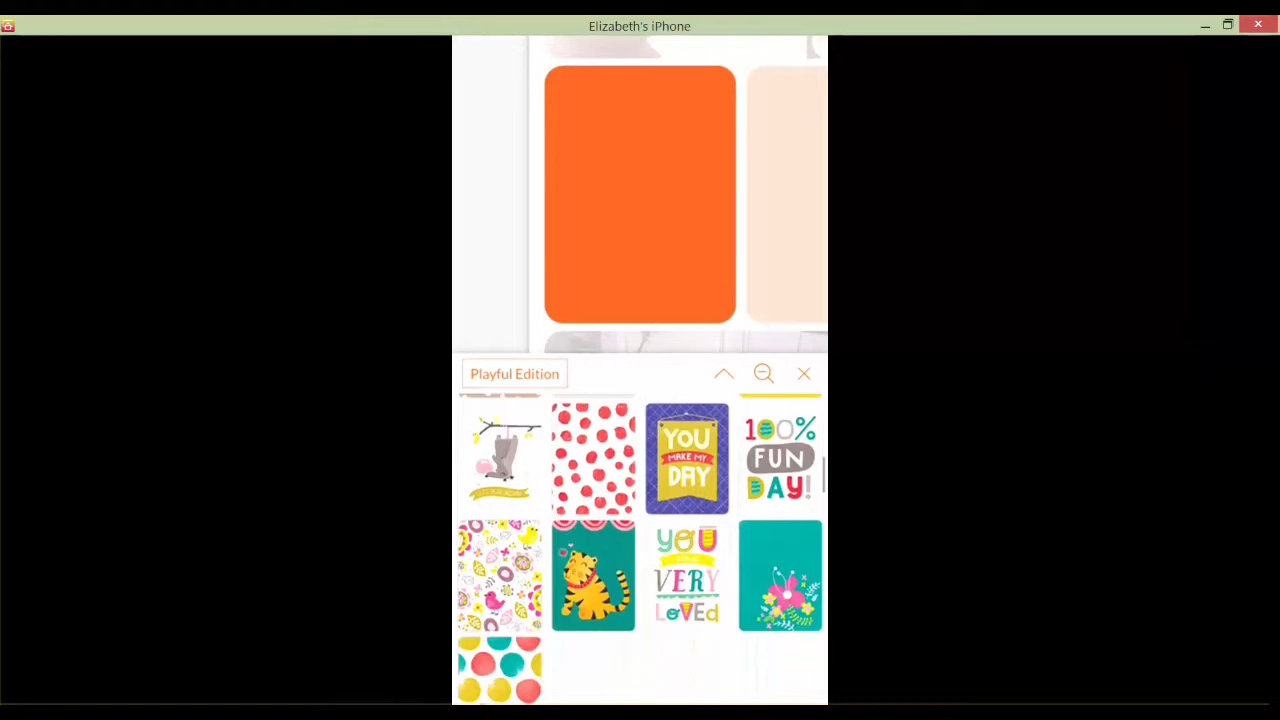 Elizabeth's iPhone
Playful Edition
YOU
MAKE MY
DAY
100%
FUN
DAY!
YOU
VERY
LOVED